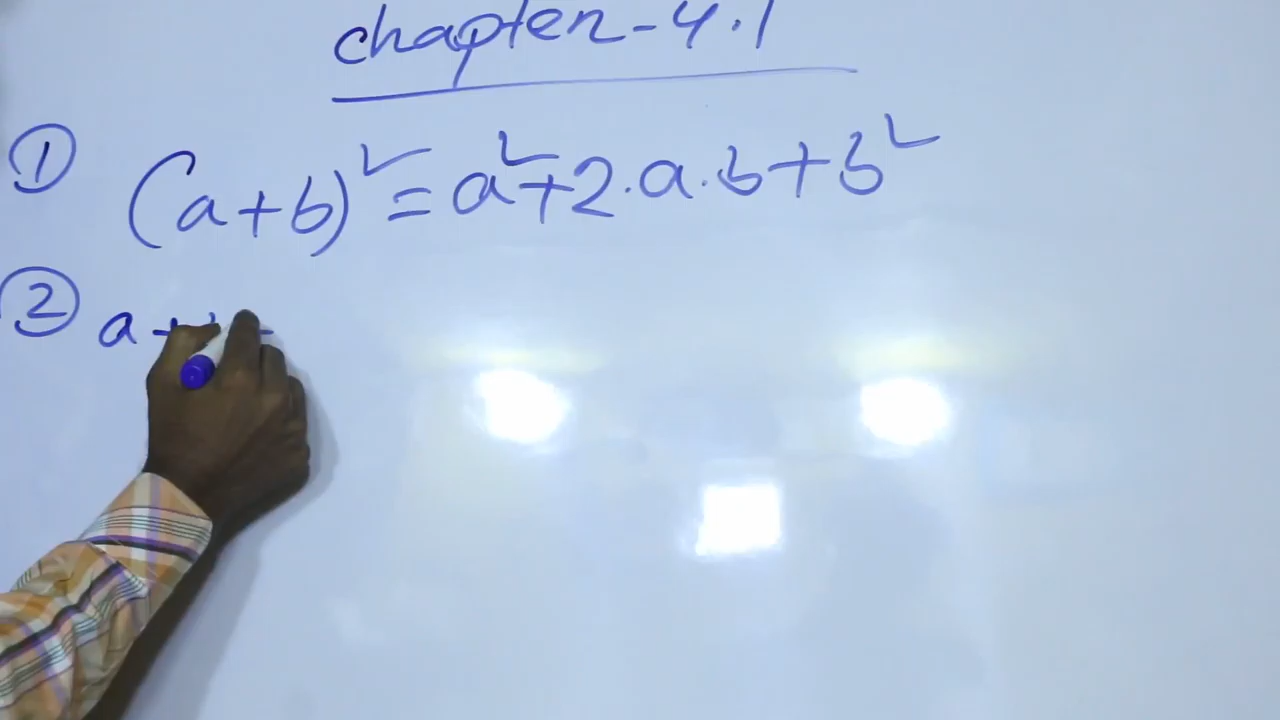 chapter-4.1
① (a+b)²=a²+2.a.b+b²
② a+